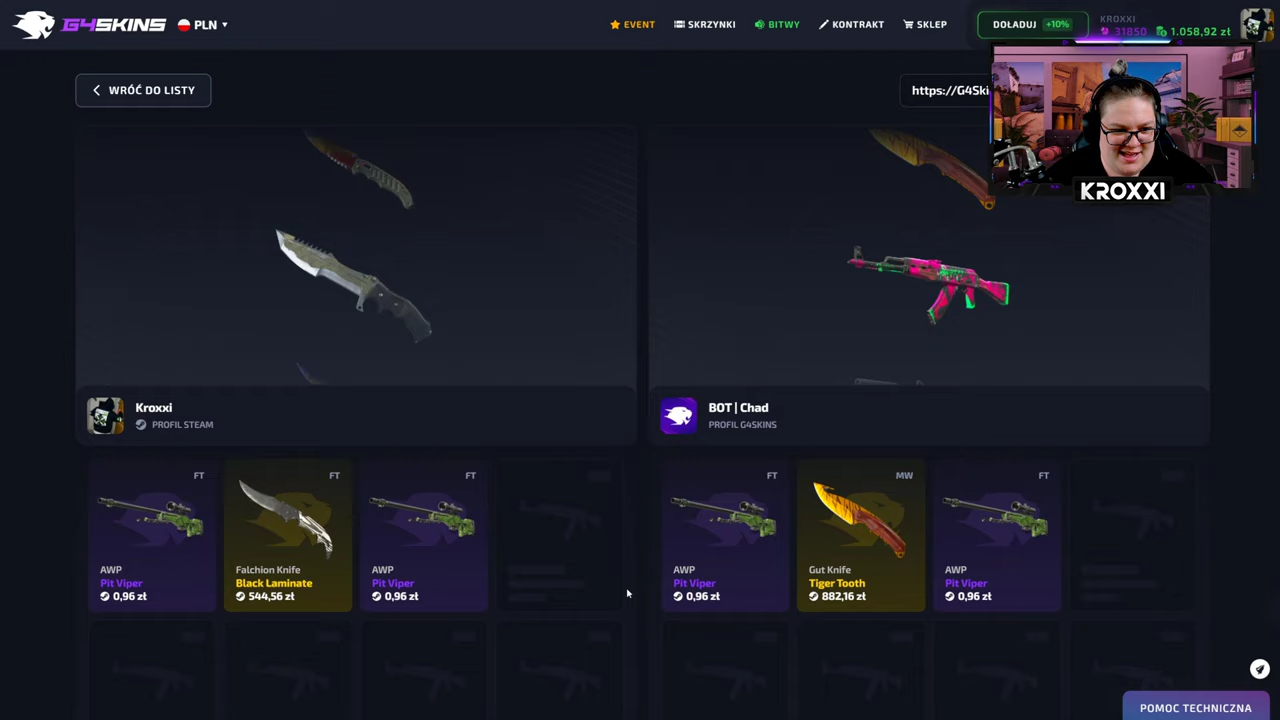 G4SKINS
PLN
EVENT
SKRZYNKI
BITWY
KONTRAKT
SKLEP
DOŁADUJ +10%
KROXXI
31850 1.058,92 zł
WRÓĆ DO LISTY
https://G4Ski
KROXXI
Kroxxi
PROFIL STEAM
BOT | Chad
PROFIL G4SKINS
FT
AWP
Pit Viper
0,96 zł
FT
Falchion Knife
Black Laminate
544,56 zł
FT
AWP
Pit Viper
0,96 zł
AWP
Pit Viper
0,96 zł
FT
MW
Gut Knife
Tiger Tooth
882,16 zł
FT
AWP
Pit Viper
0,96 zł
POMOC TECHNICZNA